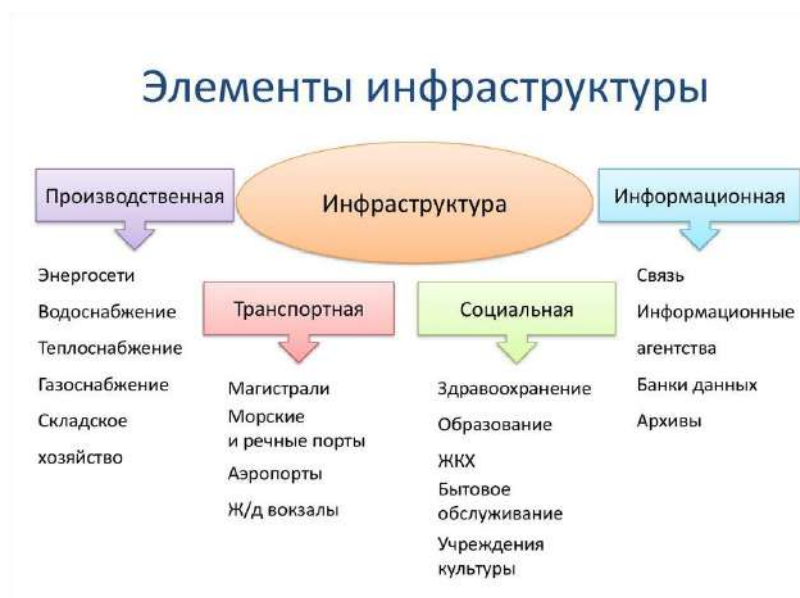 Элементы инфраструктуры
Инфраструктура
Производственная
Энергосети
Водоснабжение
Теплоснабжение
Газоснабжение
Складское
хозяйство
Транспортная
Магистрали
Морские
и речные порты
Аэропорты
Ж/д вокзалы
Социальная
Здравоохранение
Образование
ЖКХ
Бытовое
обслуживание
Учреждения
культуры
Информационная
Связь
Информационные
агентства
Банки данных
Архивы